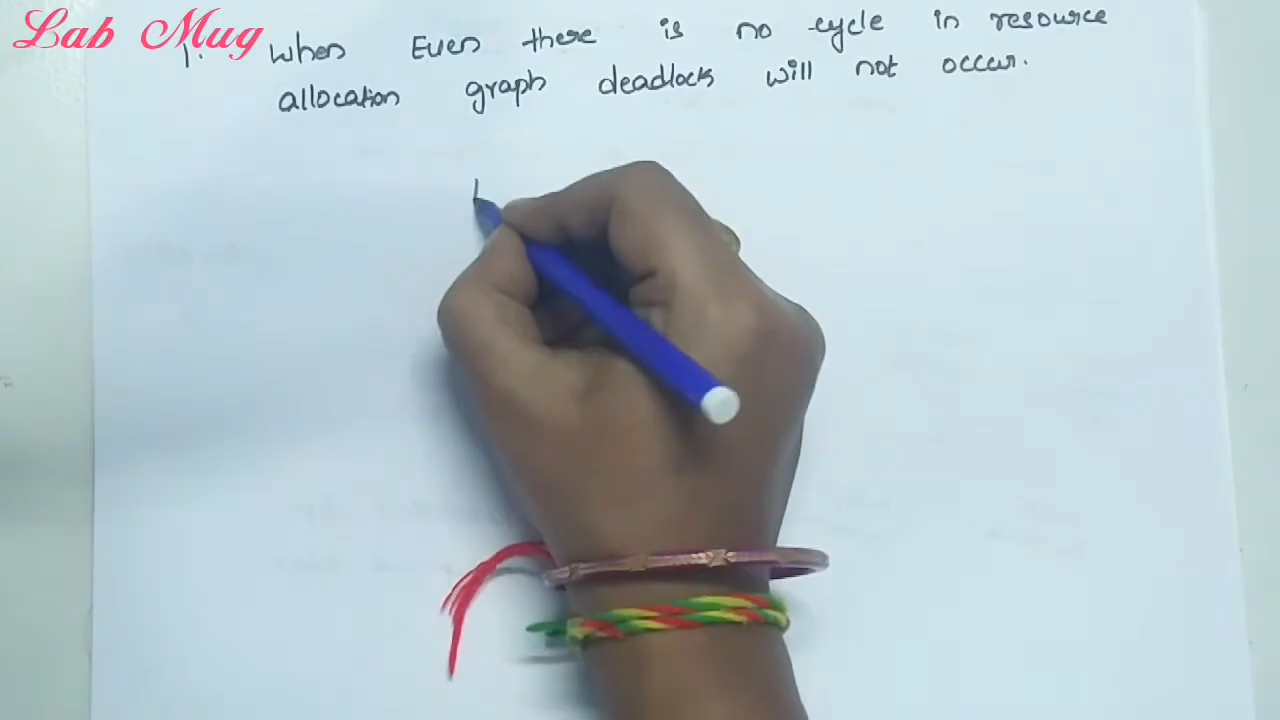 Lab Mug
1. When Even there is no cycle in resource
allocation graph deadlock will not occur.